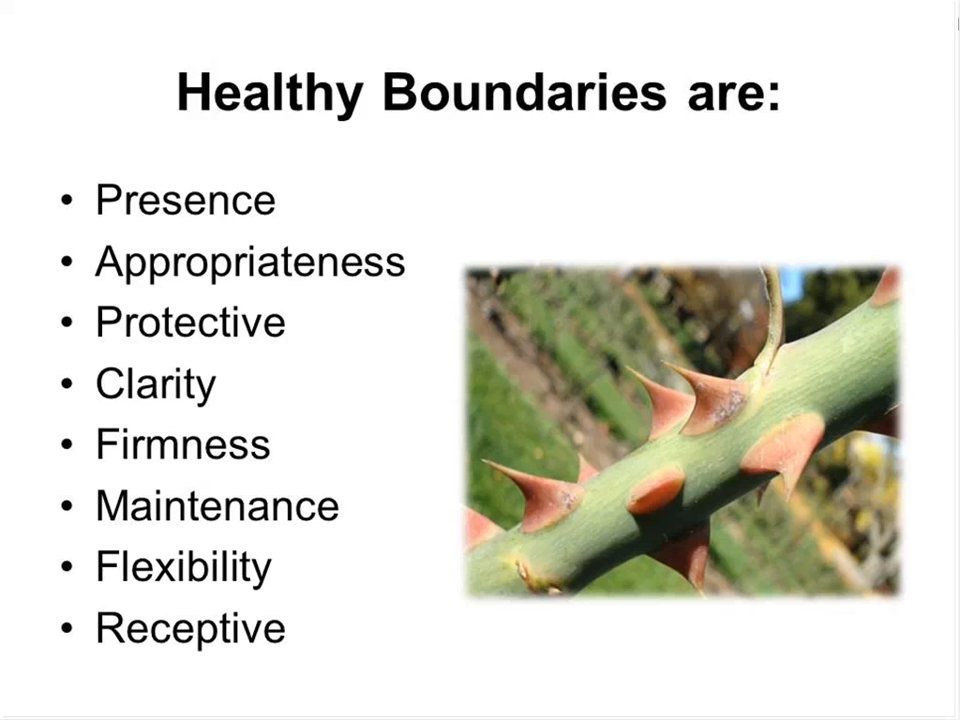 Healthy Boundaries are:
• Presence
• Appropriateness
• Protective
• Clarity
• Firmness
• Maintenance
• Flexibility
• Receptive